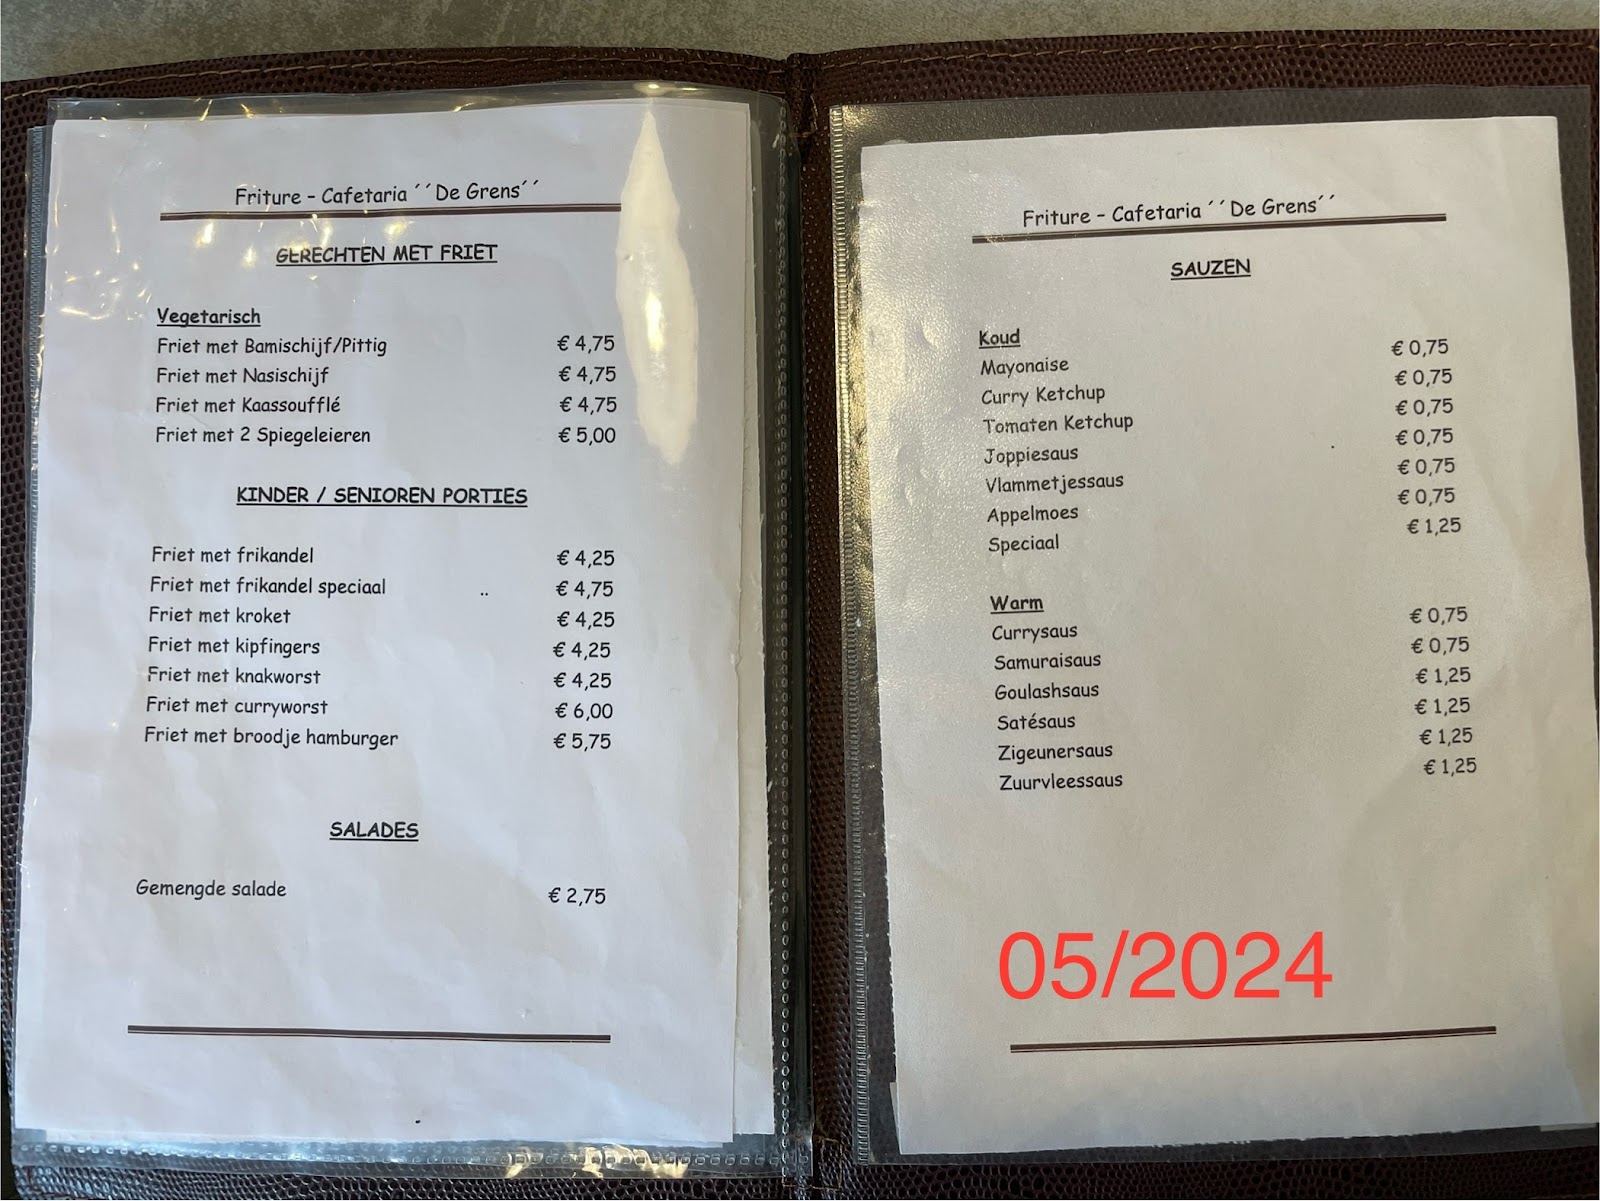 Friture - Cafetaria ´´De Grens´´
GERECHTEN MET FRIET
Vegetarisch
Friet met Bamischijf/Pittig € 4,75
Friet met Nasischijf € 4,75
Friet met Kaassoufflé € 4,75
Friet met 2 Spiegeleieren € 5,00
KINDER / SENIOREN PORTIES
Friet met frikandel € 4,25
Friet met frikandel speciaal .. € 4,75
Friet met kroket € 4,25
Friet met kipfingers € 4,25
Friet met knakworst € 4,25
Friet met curryworst € 6,00
Friet met broodje hamburger € 5,75
SALADES
Gemengde salade € 2,75
Friture - Cafetaria ´´De Grens´´
SAUZEN
Koud
Mayonaise € 0,75
Curry Ketchup € 0,75
Tomaten Ketchup € 0,75
Joppiesaus € 0,75
Vlammetjessaus € 0,75
Appelmoes € 0,75
Speciaal € 1,25
Warm
Currysaus € 0,75
Samuraisaus € 0,75
Goulashsaus € 1,25
Satésaus € 1,25
Zigeunersaus € 1,25
Zuurvleessaus € 1,25
05/2024